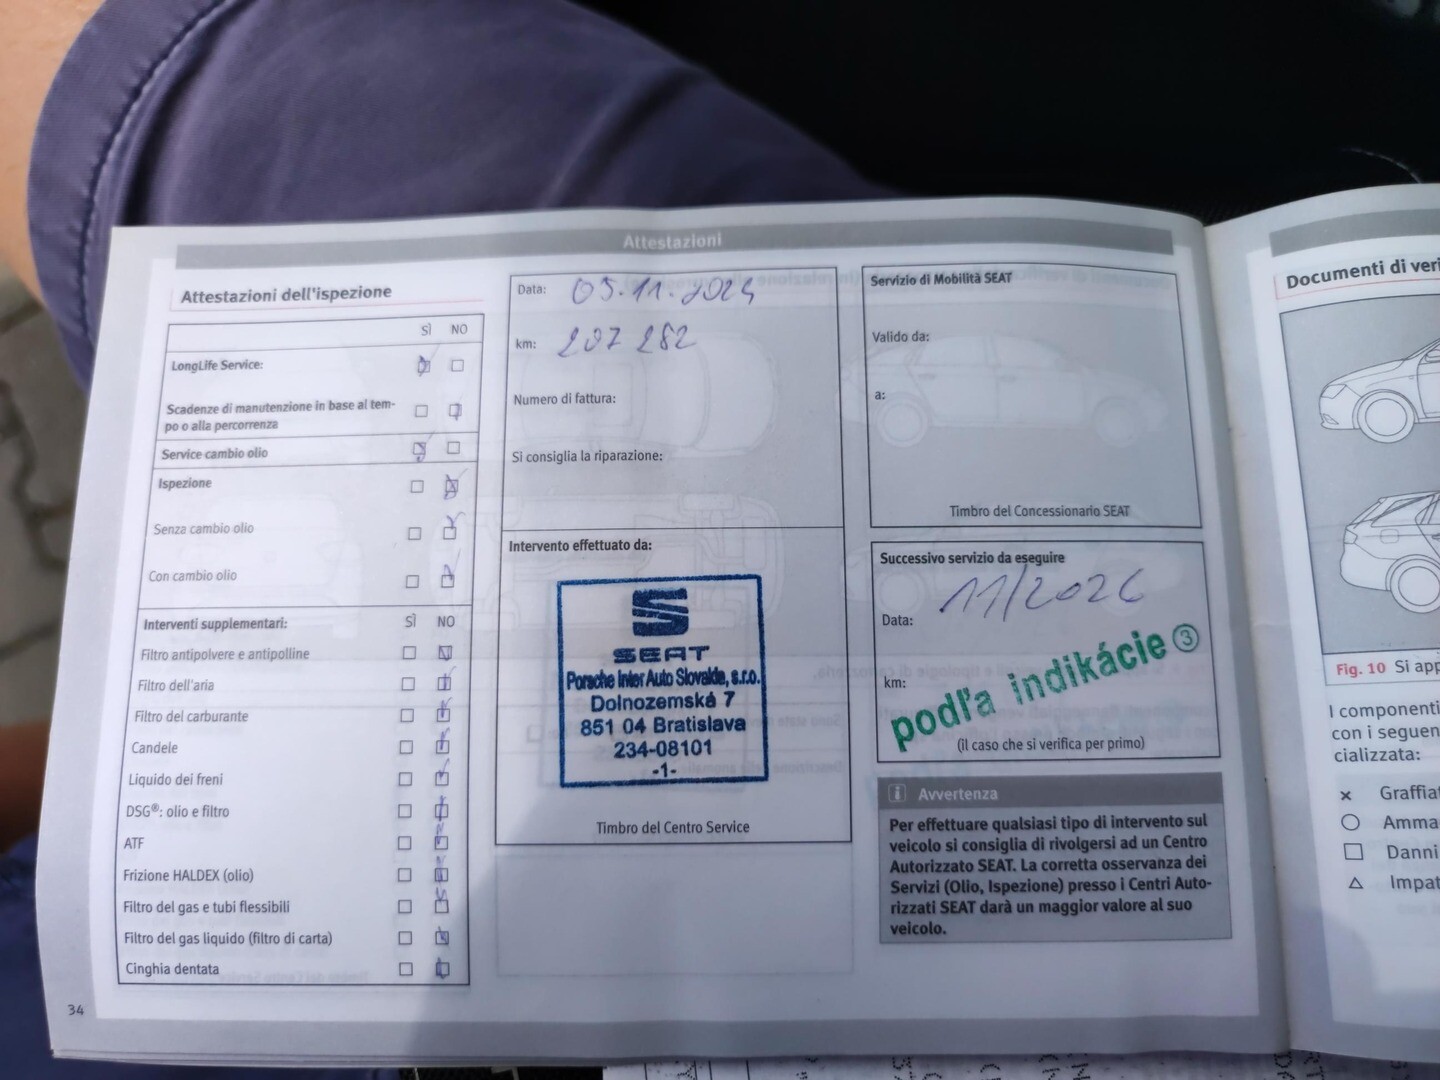 Attestazioni
Attestazioni dell'ispezione
SÌ NO
LongLife Service:
Scadenze di manutenzione in base al tem-
po o alla percorrenza
Service cambio olio
Ispezione
Senza cambio olio
Con cambio olio
Interventi supplementari: SÌ NO
Filtro antipolvere e antipolline
Filtro dell'aria
Filtro del carburante
Candele
Liquido dei freni
DSG®: olio e filtro
ATF
Frizione HALDEX (olio)
Filtro del gas e tubi flessibili
Filtro del gas liquido (filtro di carta)
Cinghia dentata
34
Data: 05.11.2024
km: 207 282
Numero di fattura:
Si consiglia la riparazione:
Intervento effettuato da:
SEAT
Porsche Inter Auto Slovakia, s.r.o.
Dolnozemská 7
851 04 Bratislava
234-08101
-1-
Timbro del Centro Service
Servizio di Mobilità SEAT
Valido da:
a:
Timbro del Concessionario SEAT
Successivo servizio da eseguire
11/2026
Data:
km:
podľa indikácie 3
(il caso che si verifica per primo)
i Avvertenza
Per effettuare qualsiasi tipo di intervento sul
veicolo si consiglia di rivolgersi ad un Centro
Autorizzato SEAT. La corretta osservanza dei
Servizi (Olio, Ispezione) presso i Centri Auto-
rizzati SEAT darà un maggior valore al suo
veicolo.
Documenti di veri
Fig. 10 Si app
I componenti
con i seguen
cializzata:
× Graffiat
○ Amma
□ Danni
△ Impat